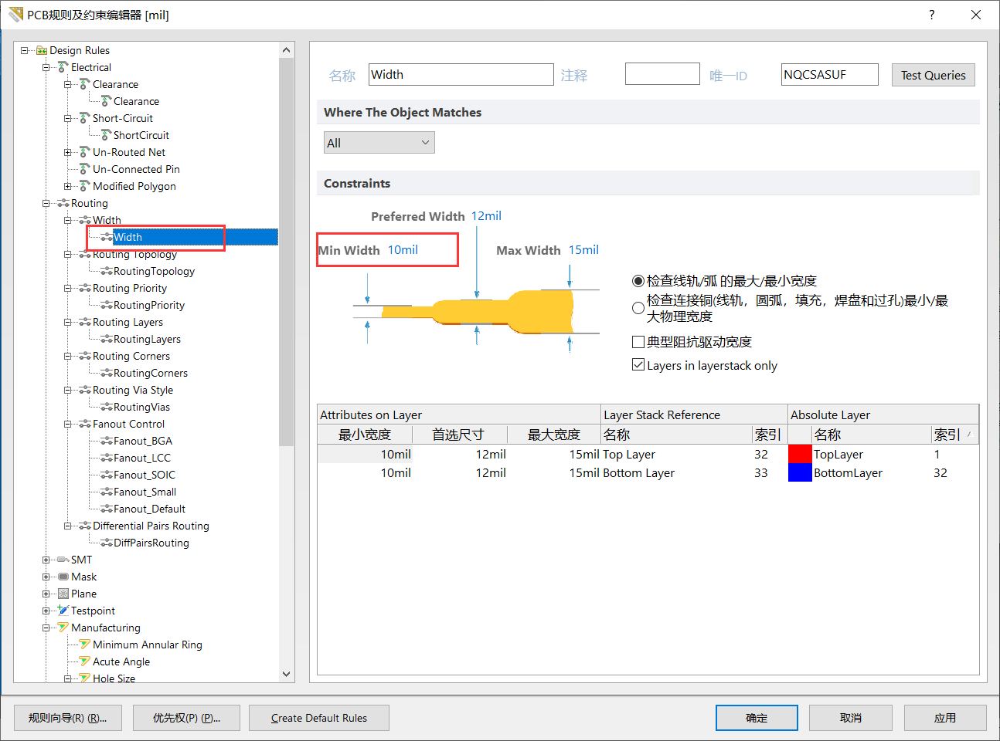 PCB规则及约束编辑器 [mil]
?
Design Rules
Electrical
Clearance
Clearance
Short-Circuit
ShortCircuit
Un-Routed Net
Un-Connected Pin
Modified Polygon
Routing
Width
Width
Routing Topology
RoutingTopology
Routing Priority
RoutingPriority
Routing Layers
RoutingLayers
Routing Corners
RoutingCorners
Routing Via Style
RoutingVias
Fanout Control
Fanout_BGA
Fanout_LCC
Fanout_SOIC
Fanout_Small
Fanout_Default
Differential Pairs Routing
DiffPairsRouting
SMT
Mask
Plane
Testpoint
Manufacturing
Minimum Annular Ring
Acute Angle
Hole Size
名称 Width 注释 唯一ID NQCSASUF Test Queries
Where The Object Matches
All
Constraints
Preferred Width 12mil
Min Width 10mil Max Width 15mil
检查线轨/弧 的最大/最小宽度
检查连接铜(线轨，圆弧，填充，焊盘和过孔)最小/最
大物理宽度
典型阻抗驱动宽度
Layers in layerstack only
Attributes on Layer Layer Stack Reference Absolute Layer
最小宽度 首选尺寸 最大宽度 名称 索引 名称 索引
10mil 12mil 15mil Top Layer 32 TopLayer 1
10mil 12mil 15mil Bottom Layer 33 BottomLayer 32
规则向导(R) (R)... 优先权(P) (P)... Create Default Rules 确定 取消 应用